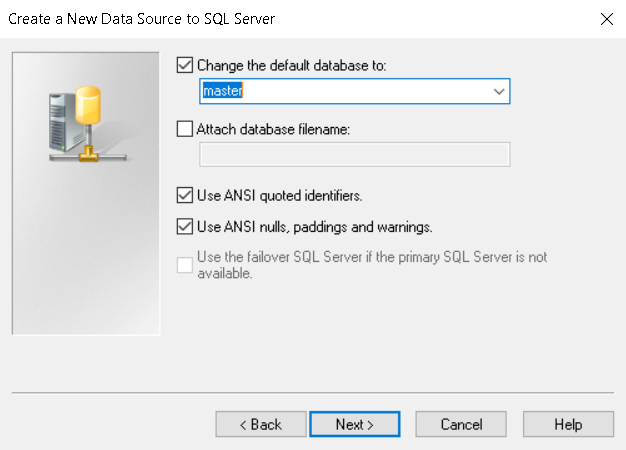 Create a New Data Source to SQL Server
Change the default database to:
master
Attach database filename:
Use ANSI quoted identifiers.
Use ANSI nulls, paddings and warnings.
Use the failover SQL Server if the primary SQL Server is not
available.
< Back Next > Cancel Help